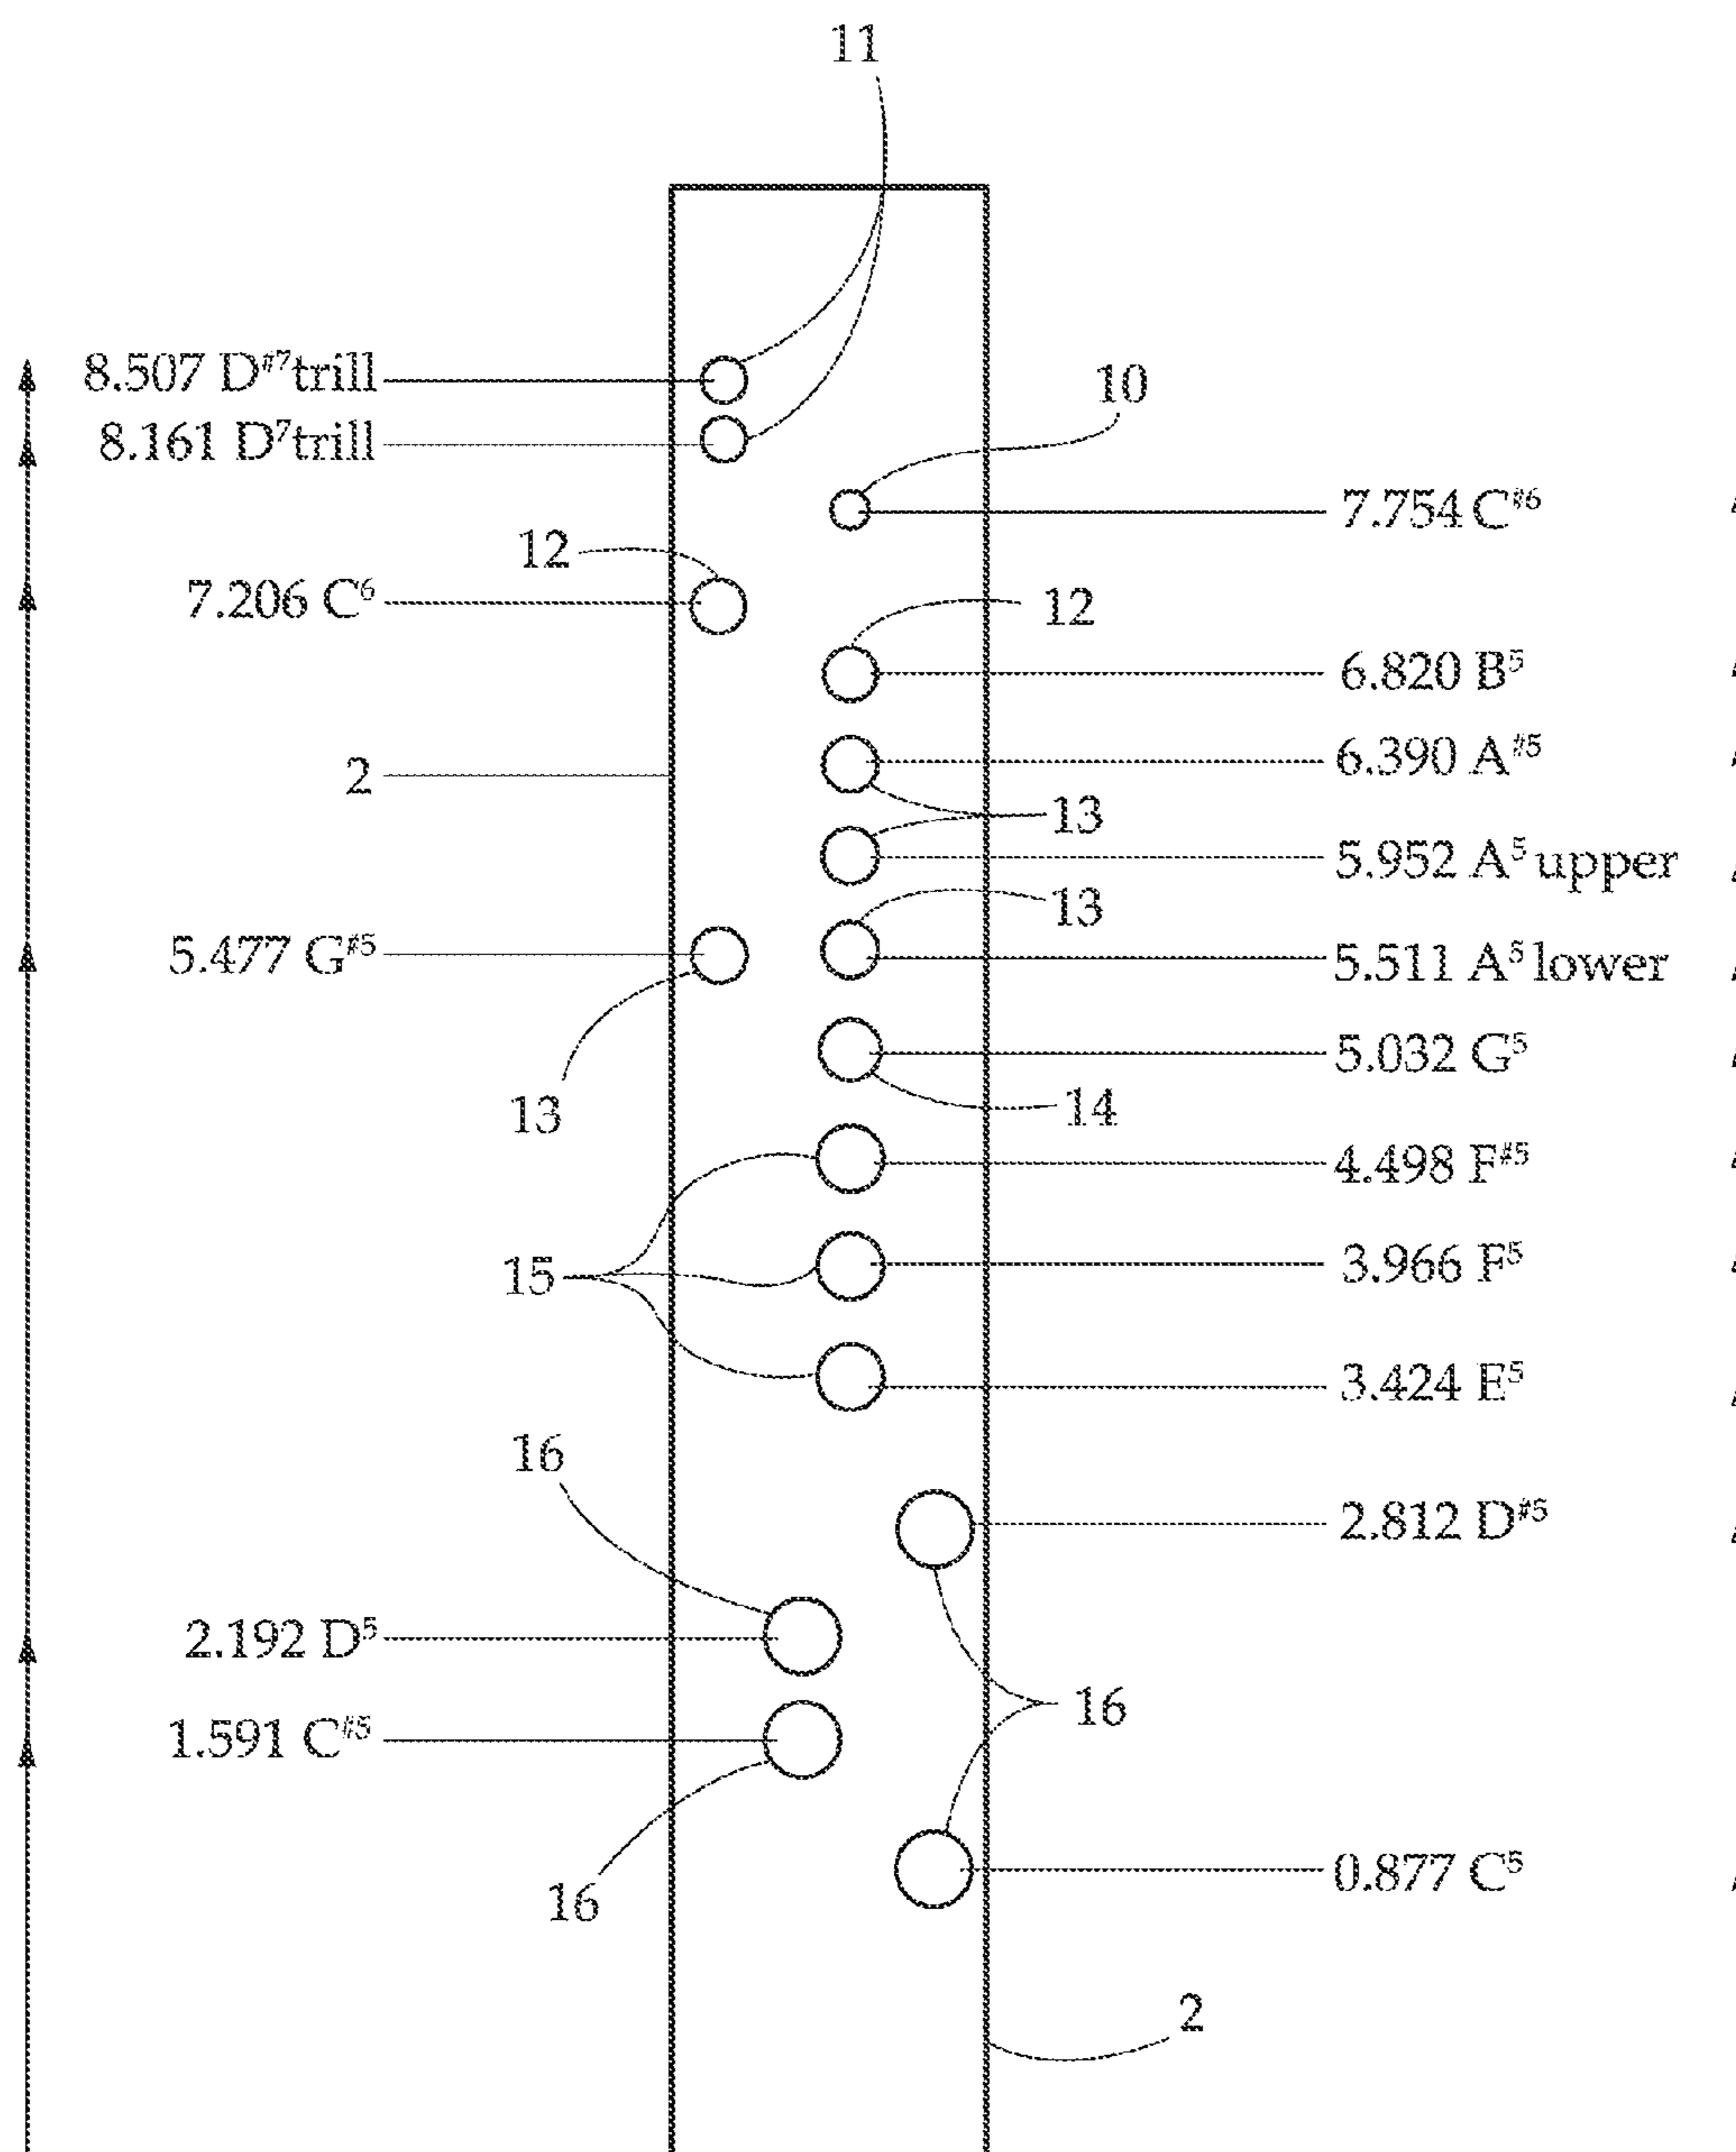 11
8.507 D#7trill
10
8.161 D7trill
7.754 C#6
12
7.206 C6
12
6.820 B5
2
6.390 A#5
13
5.952 A5 upper
13
5.477 G#5
5.511 A5 lower
5.032 G5
13
14
4.498 F#5
15
3.966 F5
3.424 E5
16
2.812 D#5
2.192 D5
16
1.591 C#5
0.877 C5
16
2